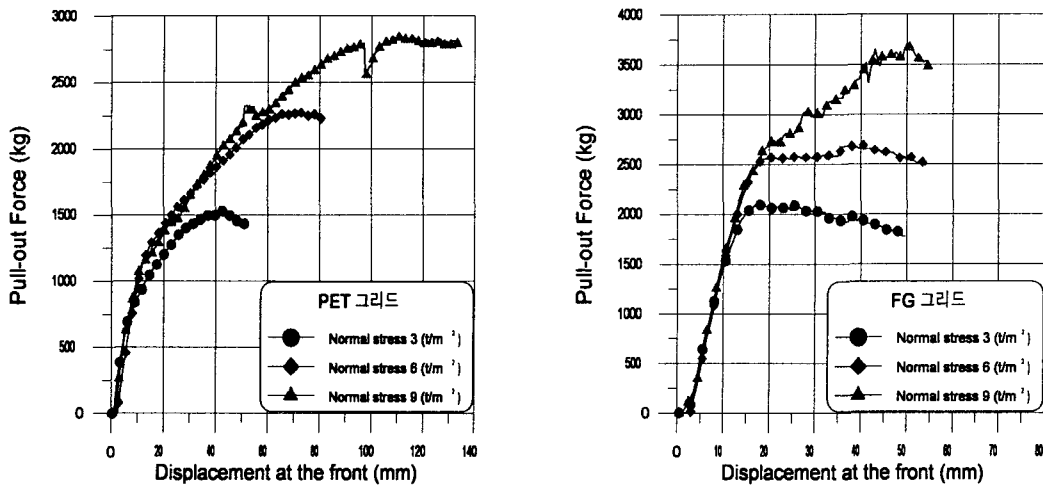 Pull-out Force (kg)
3000
2500
2000
1500
1000
500
0
PET 그리드
Normal stress 3 (t/m²)
Normal stress 6 (t/m²)
Normal stress 9 (t/m²)
0 20 40 60 80 100 120 140
Displacement at the front (mm)
Pull-out Force (kg)
4000
3500
3000
2500
2000
1500
1000
500
0
FG 그리드
Normal stress 3 (t/m²)
Normal stress 6 (t/m²)
Normal stress 9 (t/m²)
0 10 20 30 40 50 60 70 80
Displacement at the front (mm)